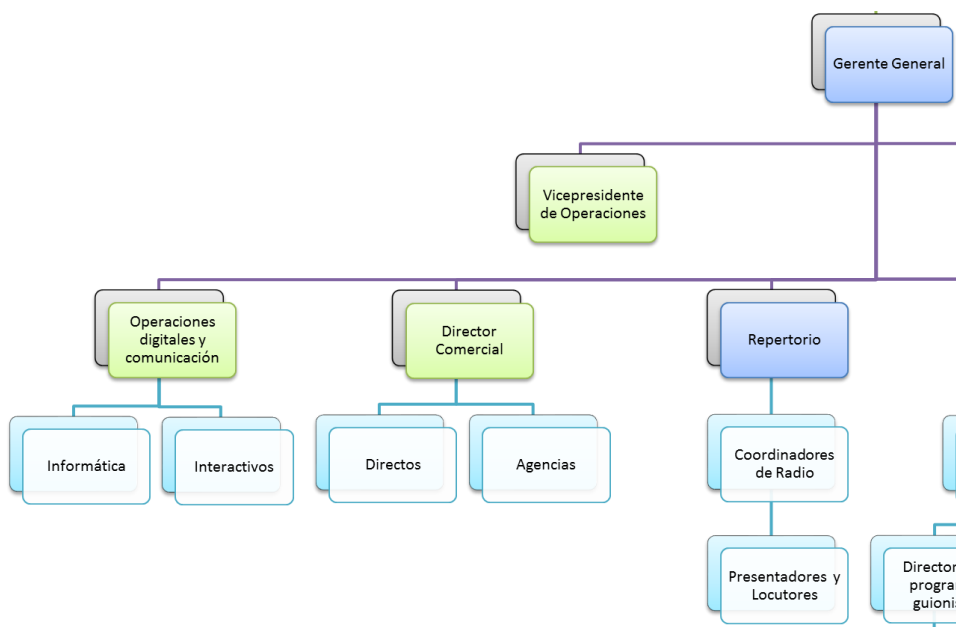 Gerente General
Vicepresidente
de Operaciones
Operaciones
digitales y
comunicación
Director
Comercial
Repertorio
Informática
Interactivos
Directos
Agencias
Coordinadores
de Radio
Presentadores y
Locutores
Director